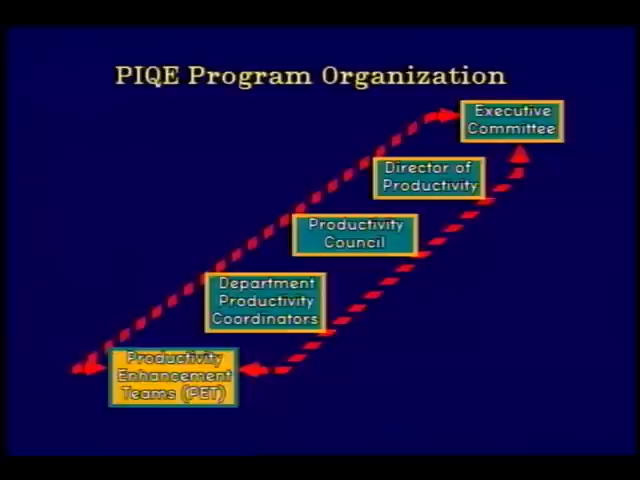 PIQE Program Organization
Executive
Committee
Director of
Productivity
Productivity
Council
Department
Productivity
Coordinators
Productivity
Enhancement
Teams (PET)